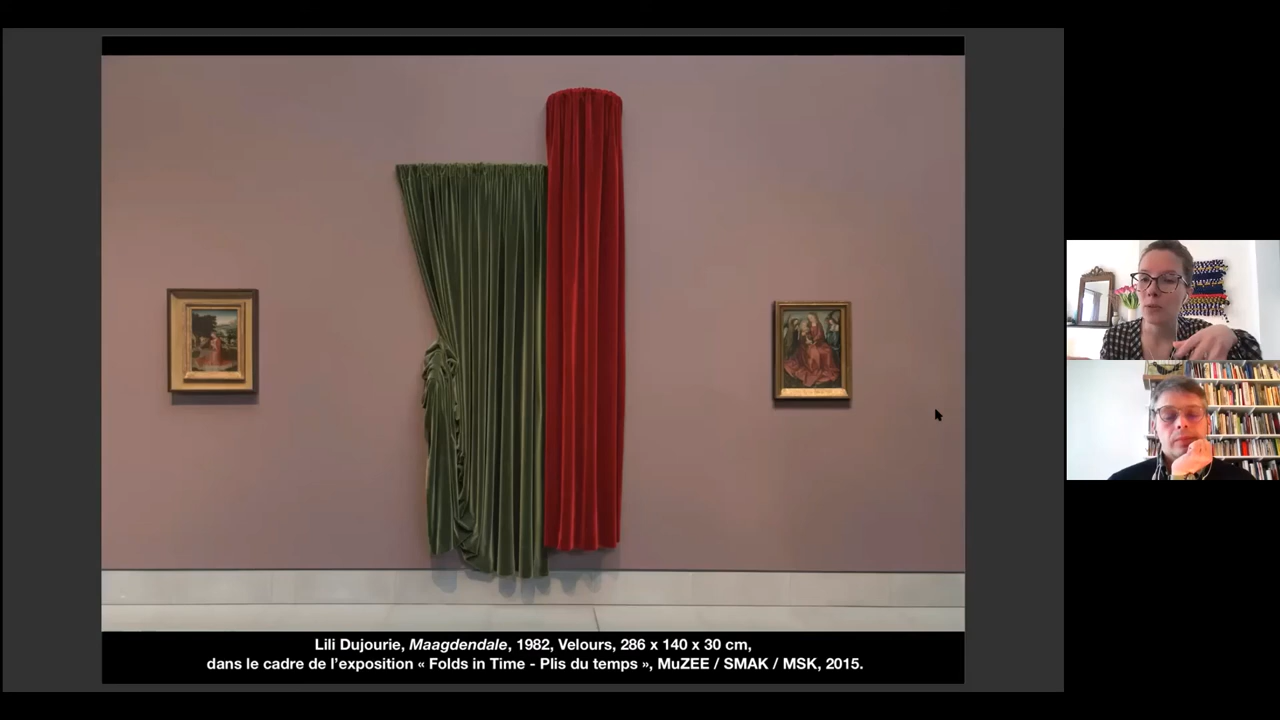 Lili Dujourie, Maagdendale, 1982, Velours, 286 x 140 x 30 cm,
dans le cadre de l’exposition « Folds in Time - Plis du temps », MuZEE / SMAK / MSK, 2015.